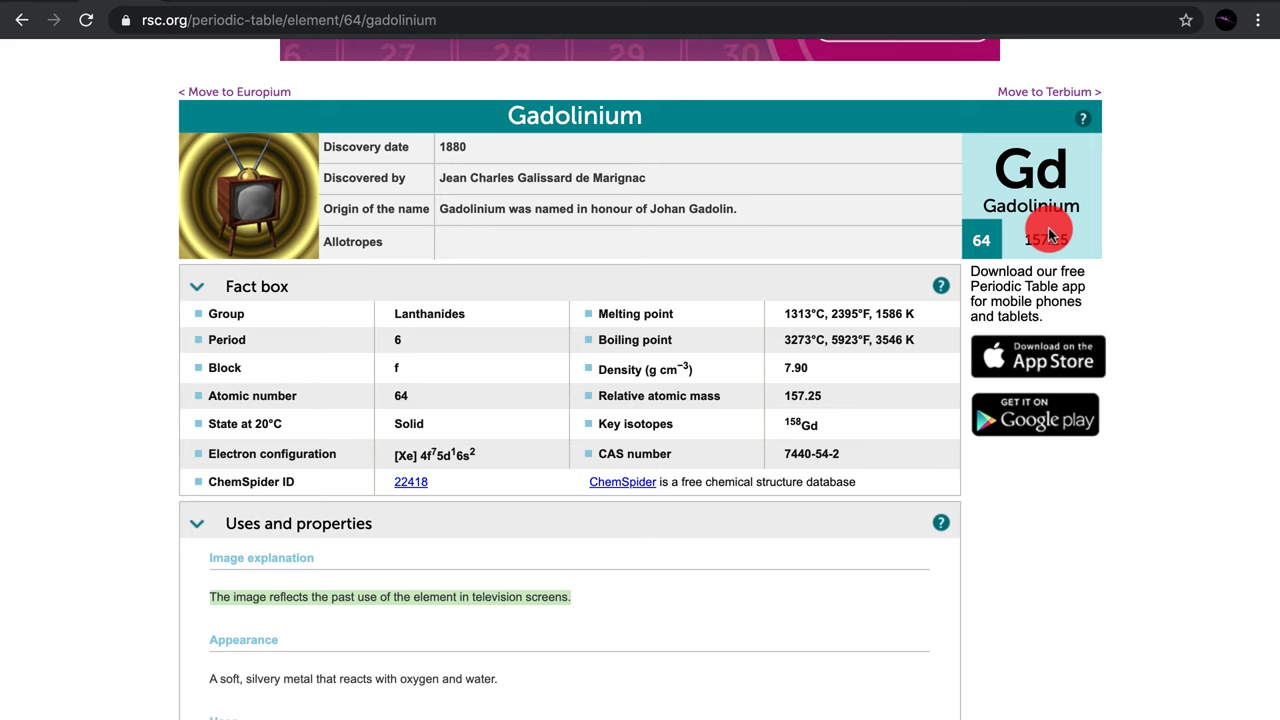 rsc.org/periodic-table/element/64/gadolinium
27 28 29 30
< Move to Europium
Move to Terbium >
Gadolinium
?
Discovery date 1880
Discovered by Jean Charles Galissard de Marignac
Origin of the name Gadolinium was named in honour of Johan Gadolin.
Allotropes
Gd
Gadolinium
64 157.25
Download our free
Periodic Table app
for mobile phones
and tablets.
Download on the
App Store
GET IT ON
Google play
Fact box ?
Group Lanthanides Melting point 1313°C, 2395°F, 1586 K
Period 6 Boiling point 3273°C, 5923°F, 3546 K
Block f Density (g cm⁻³) 7.90
Atomic number 64 Relative atomic mass 157.25
State at 20°C Solid Key isotopes ¹⁵⁸Gd
Electron configuration [Xe] 4f⁷5d¹6s² CAS number 7440-54-2
ChemSpider ID 22418 ChemSpider is a free chemical structure database
Uses and properties ?
Image explanation
The image reflects the past use of the element in television screens.
Appearance
A soft, silvery metal that reacts with oxygen and water.